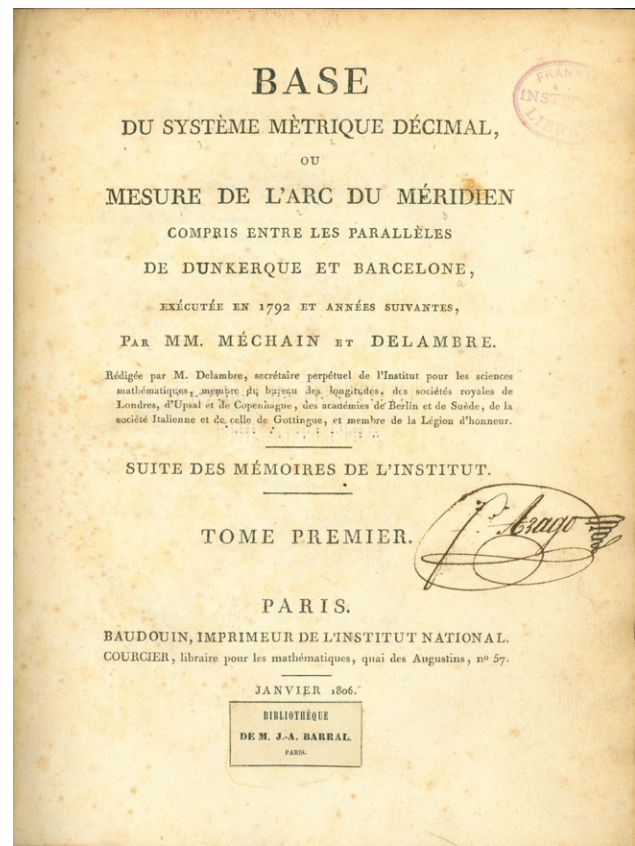 BASE
DU SYSTÈME MÈTRIQUE DÉCIMAL,
OU
MESURE DE L'ARC DU MÉRIDIEN
COMPRIS ENTRE LES PARALLÈLES
DE DUNKERQUE ET BARCELONE,
EXÉCUTÉE EN 1792 ET ANNÉES SUIVANTES,
PAR MM. MÉCHAIN ET DELAMBRE.
Rédigée par M. Delambre, secrétaire perpétuel de l'Institut pour les sciences
mathématiques, membre du bureau des longitudes, des sociétés royales de
Londres, d'Upsal et de Copenhague, des académies de Berlin et de Suède, de la
société Italienne et de celle de Gottingue, et membre de la Légion d'honneur.
SUITE DES MÉMOIRES DE L'INSTITUT.
TOME PREMIER.
Arago
PARIS.
BAUDOUIN, IMPRIMEUR DE L'INSTITUT NATIONAL.
COURCIER, libraire pour les mathématiques, quai des Augustins, nº 57.
JANVIER 1806.
BIBLIOTHÈQUE
DE M. J.-A. BARRAL.
PARIS.